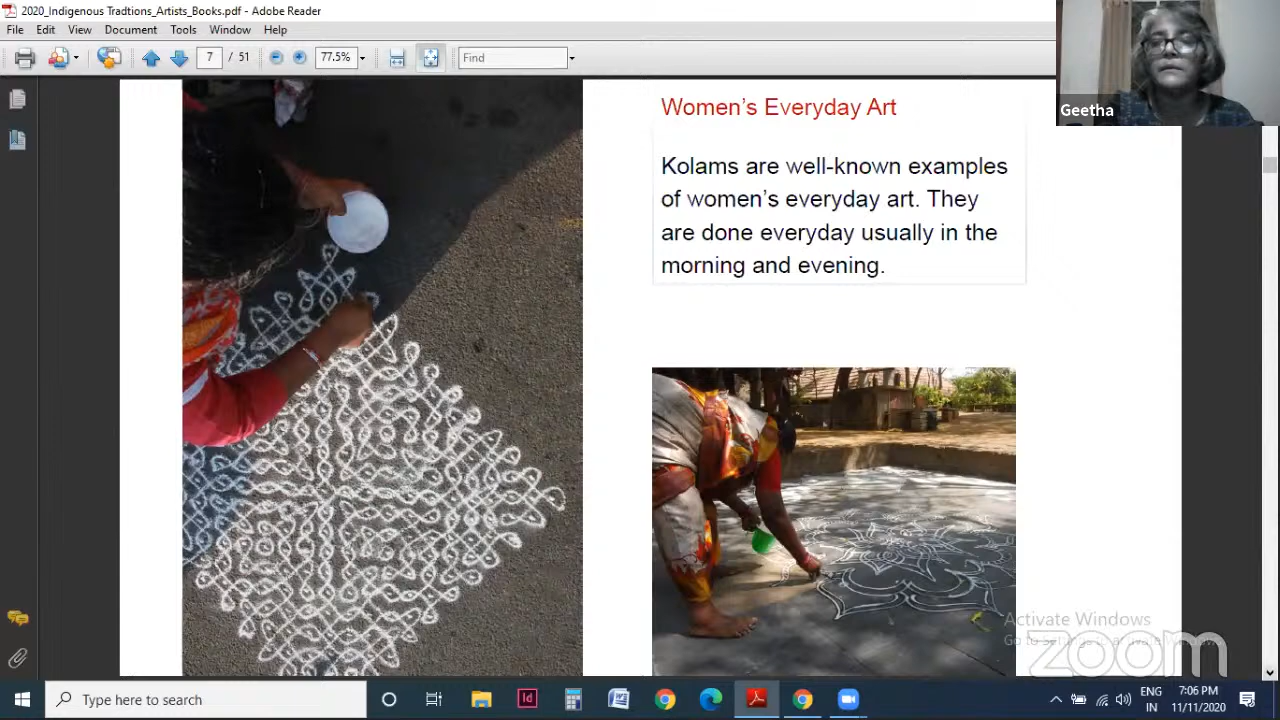 2020_Indigenous Tradtions_Artists_Books.pdf - Adobe Reader
File Edit View Document Tools Window Help
7 / 51 77.5% Find
Women's Everyday Art
Geetha
Kolams are well-known examples
of women's everyday art. They
are done everyday usually in the
morning and evening.
Activate Windows
zoom
Type here to search
Id
W
ENG
IN
7:06 PM
11/11/2020